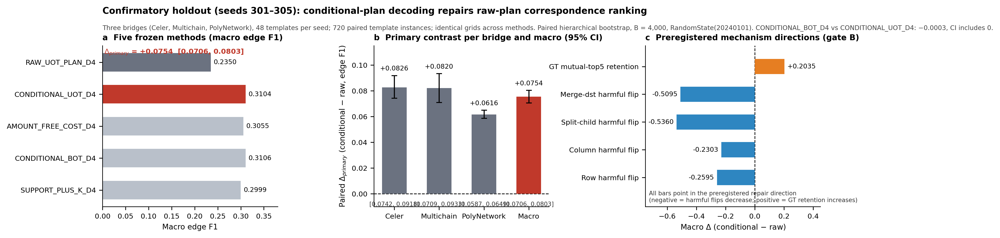 Confirmatory holdout (seeds 301–305): conditional-plan decoding repairs raw-plan correspondence ranking
Three bridges (Celer, Multichain, PolyNetwork), 48 templates per seed; 720 paired template instances; identical grids across methods. Paired hierarchical bootstrap, B = 4,000, RandomState(20240101). CONDITIONAL_BOT_D4 vs CONDITIONAL_UOT_D4: −0.0003, CI includes 0.
a Five frozen methods (macro edge F1)
Δprimary = +0.0754 [0.0706, 0.0803]
RAW_UOT_PLAN_D4
0.2350
CONDITIONAL_UOT_D4
0.3104
AMOUNT_FREE_COST_D4
0.3055
CONDITIONAL_BOT_D4
0.3106
SUPPORT_PLUS_K_D4
0.2999
0.00 0.05 0.10 0.15 0.20 0.25 0.30 0.35
Macro edge F1
b Primary contrast per bridge and macro (95% CI)
Paired Δprimary (conditional − raw, edge F1)
0.10
0.08
0.06
0.04
0.02
0.00
+0.0826
+0.0820
+0.0616
+0.0754
[0.0742, 0.0918]
[0.0709, 0.0933]
[0.0587, 0.0649]
[0.0706, 0.0803]
Celer Multichain PolyNetwork Macro
c Preregistered mechanism directions (gate B)
GT mutual-top5 retention
+0.2035
Merge-dst harmful flip
-0.5095
Split-child harmful flip
-0.5360
Column harmful flip
-0.2303
Row harmful flip
-0.2595
All bars point in the preregistered repair direction
(negative = harmful flips decrease; positive = GT retention increases)
−0.6 −0.4 −0.2 0.0 0.2 0.4
Macro Δ (conditional − raw)